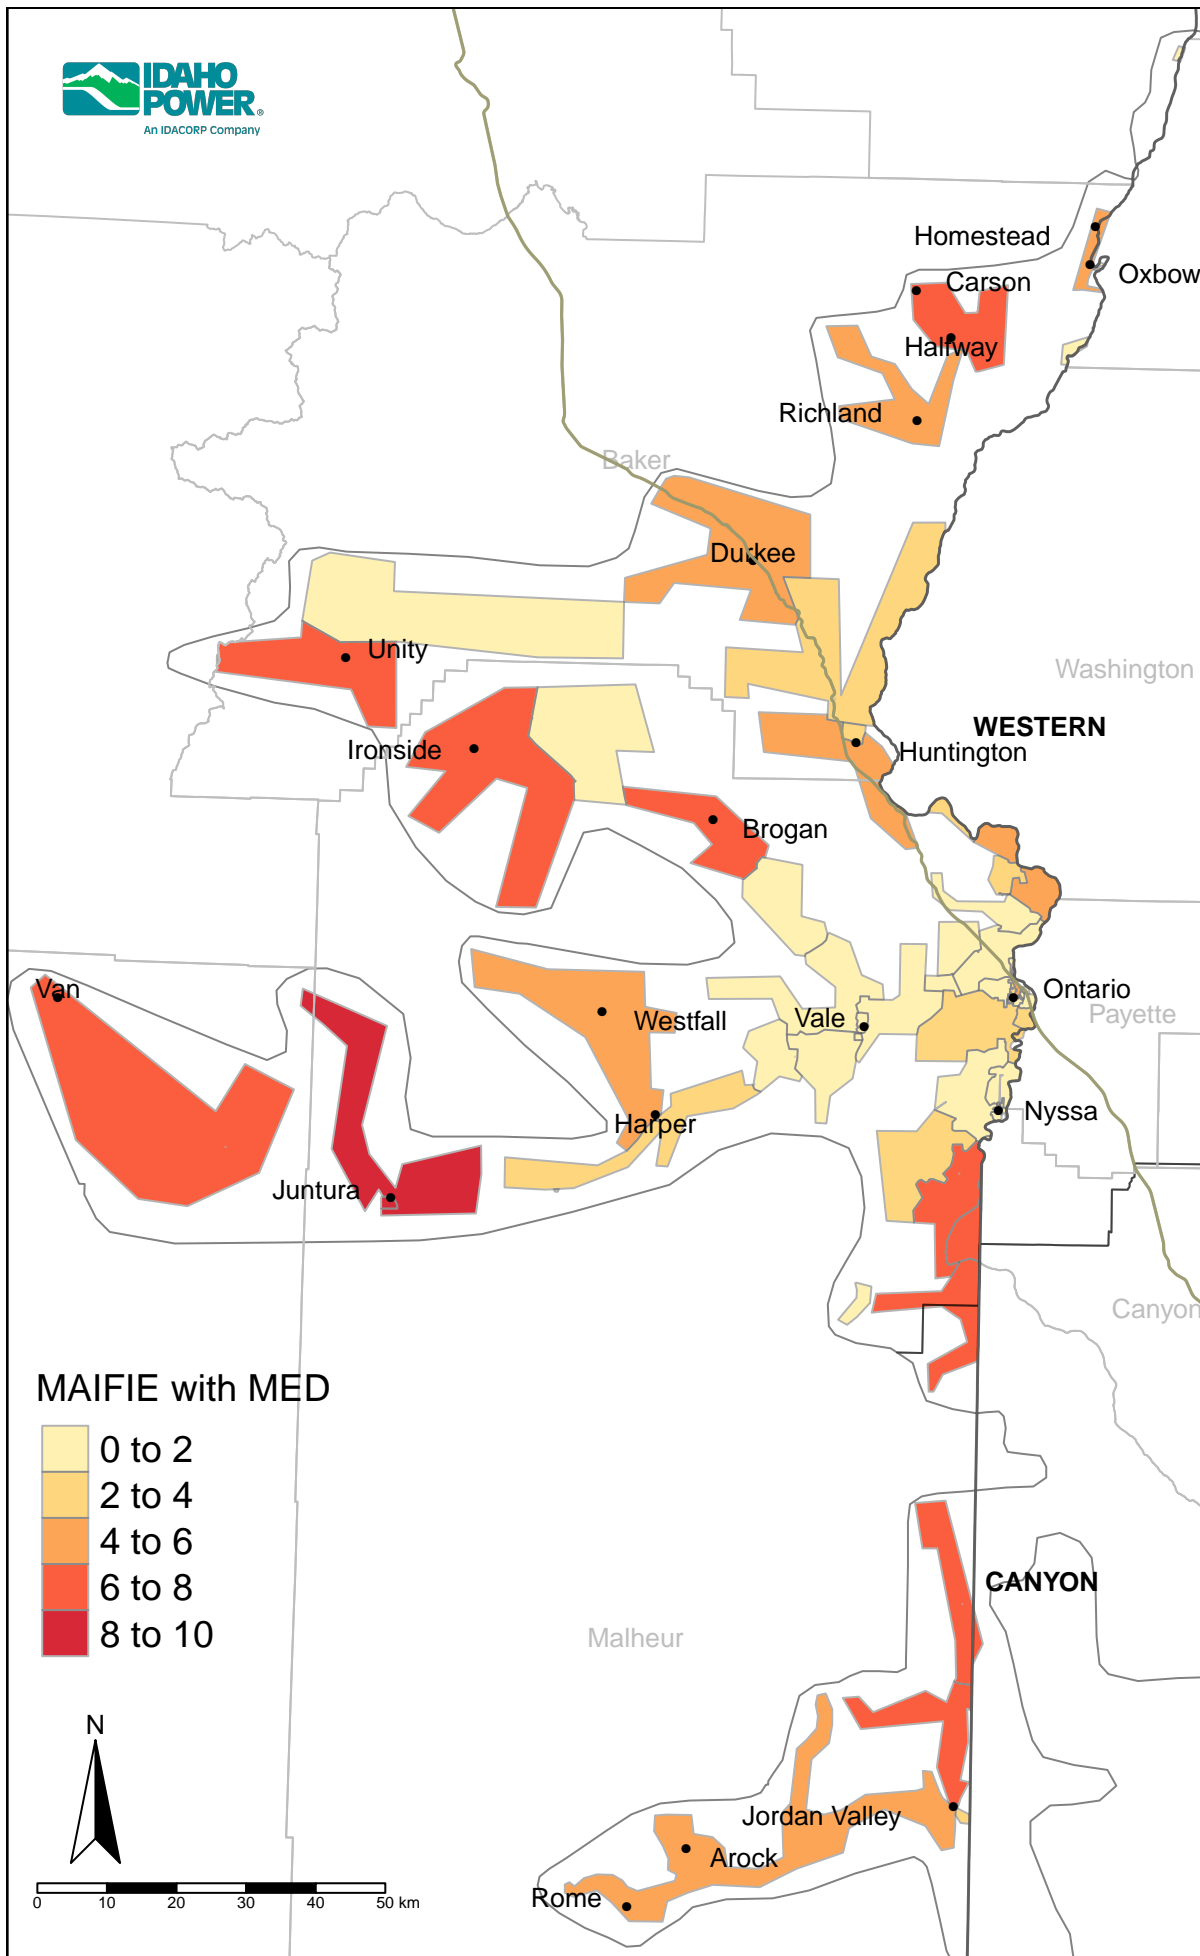 IDAHO
POWER®
An IDACORP Company
Homestead
Oxbow
Carson
Halfway
Richland
Baker
Durkee
Unity
Washington
WESTERN
Ironside
Huntington
Brogan
Van
Ontario
Westfall
Vale
Payette
Harper
Nyssa
Juntura
Canyon
MAIFIE with MED
0 to 2
2 to 4
4 to 6
6 to 8
8 to 10
CANYON
Malheur
N
Jordan Valley
Arock
Rome
0 10 20 30 40 50 km